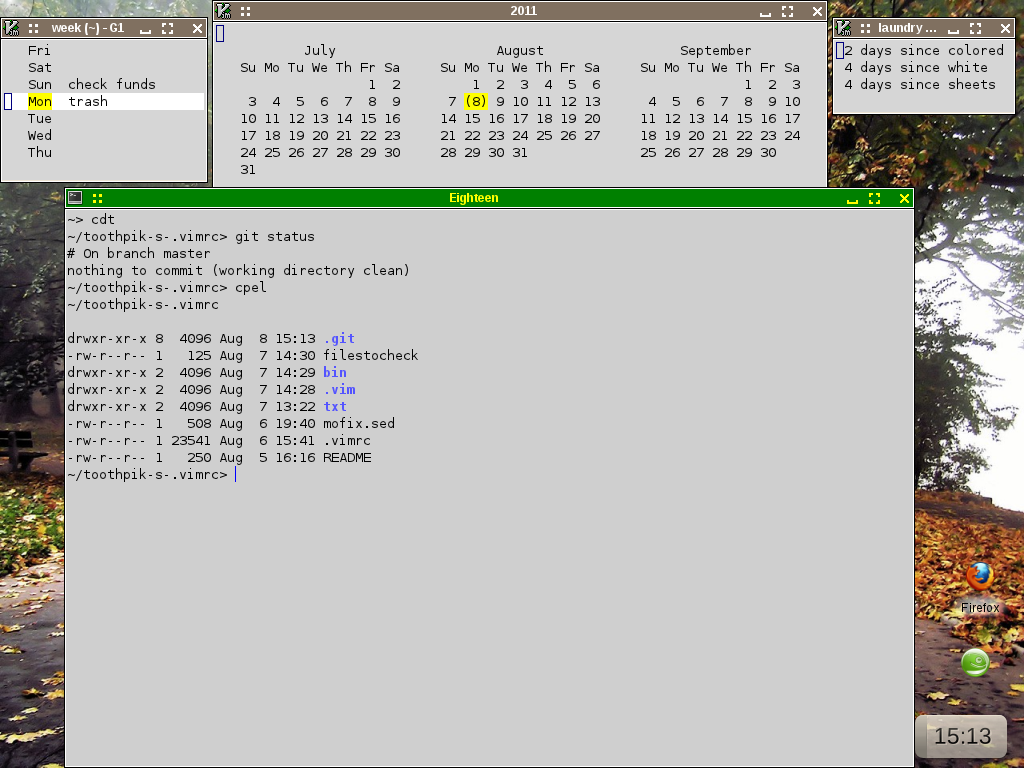 week (~) - G1
Fri
Sat
Sun  check funds
Mon  trash
Tue
Wed
Thu
2011
July August September
Su Mo Tu We Th Fr Sa  Su Mo Tu We Th Fr Sa  Su Mo Tu We Th Fr Sa
1 2  1 2 3 4 5 6  1 2 3
3 4 5 6 7 8 9  7 (8) 9 10 11 12 13  4 5 6 7 8 9 10
10 11 12 13 14 15 16  14 15 16 17 18 19 20  11 12 13 14 15 16 17
17 18 19 20 21 22 23  21 22 23 24 25 26 27  18 19 20 21 22 23 24
24 25 26 27 28 29 30  28 29 30 31  25 26 27 28 29 30
31
laundry ...
2 days since colored
4 days since white
4 days since sheets
Eighteen
~> cdt
~/toothpik-s-.vimrc> git status
# On branch master
nothing to commit (working directory clean)
~/toothpik-s-.vimrc> cpel
~/toothpik-s-.vimrc
drwxr-xr-x 8  4096 Aug  8 15:13 .git
-rw-r--r-- 1   125 Aug  7 14:30 filestocheck
drwxr-xr-x 2  4096 Aug  7 14:29 bin
drwxr-xr-x 2  4096 Aug  7 14:28 .vim
drwxr-xr-x 2  4096 Aug  7 13:22 txt
-rw-r--r-- 1   508 Aug  6 19:40 mofix.sed
-rw-r--r-- 1 23541 Aug  6 15:41 .vimrc
-rw-r--r-- 1   250 Aug  5 16:16 README
~/toothpik-s-.vimrc>
Firefox
15:13